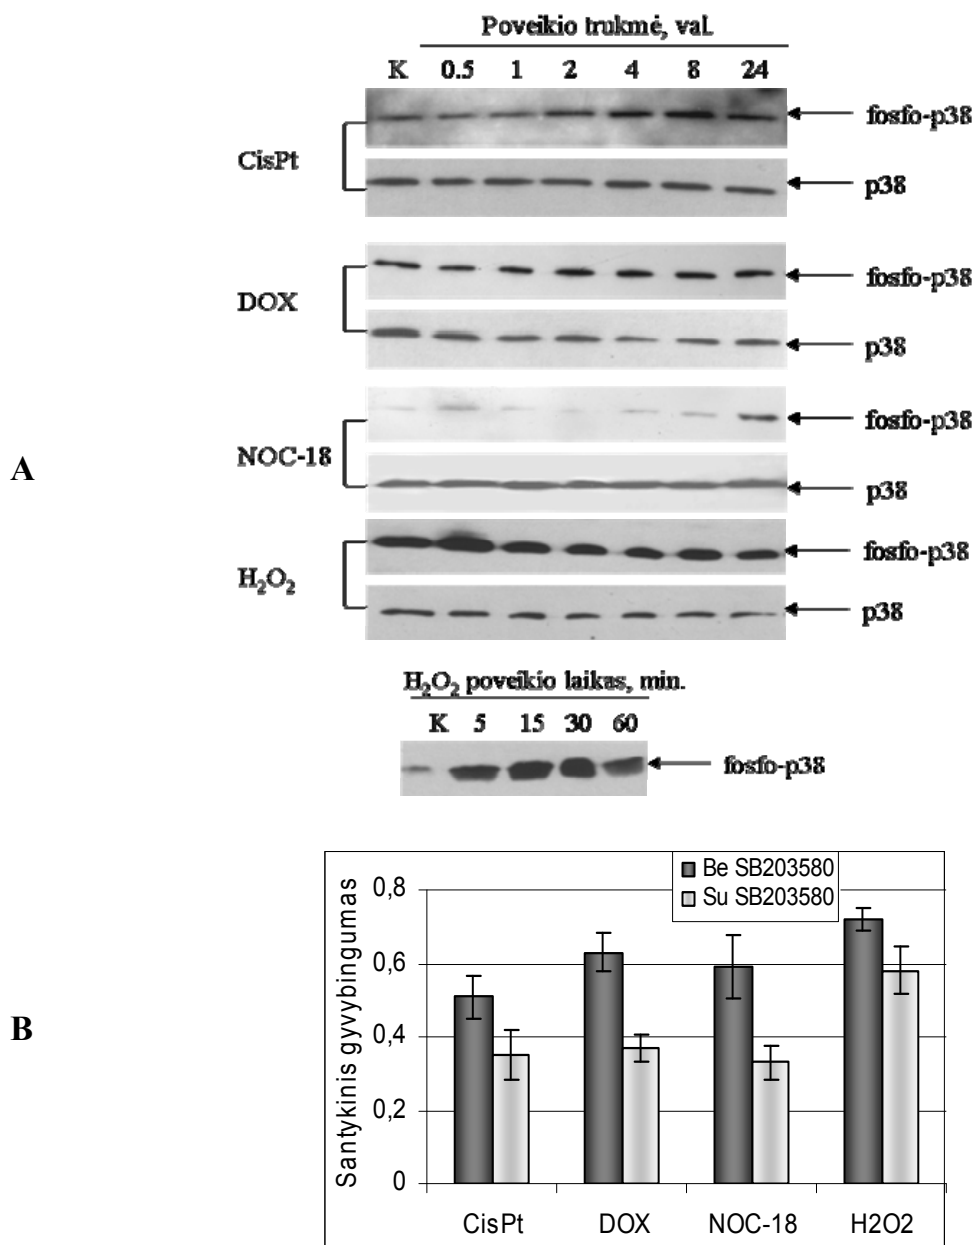 Poveikio trukmė, val.
K 0.5 1 2 4 8 24
fosfo-p38
CisPt
p38
fosfo-p38
DOX
p38
fosfo-p38
A
NOC-18
p38
fosfo-p38
H₂O₂
p38
H₂O₂ poveikio laikas, min.
K 5 15 30 60
fosfo-p38
B
Santykinis gyvybingumas
Be SB203580
Su SB203580
0,8
0,6
0,4
0,2
0
CisPt DOX NOC-18 H2O2